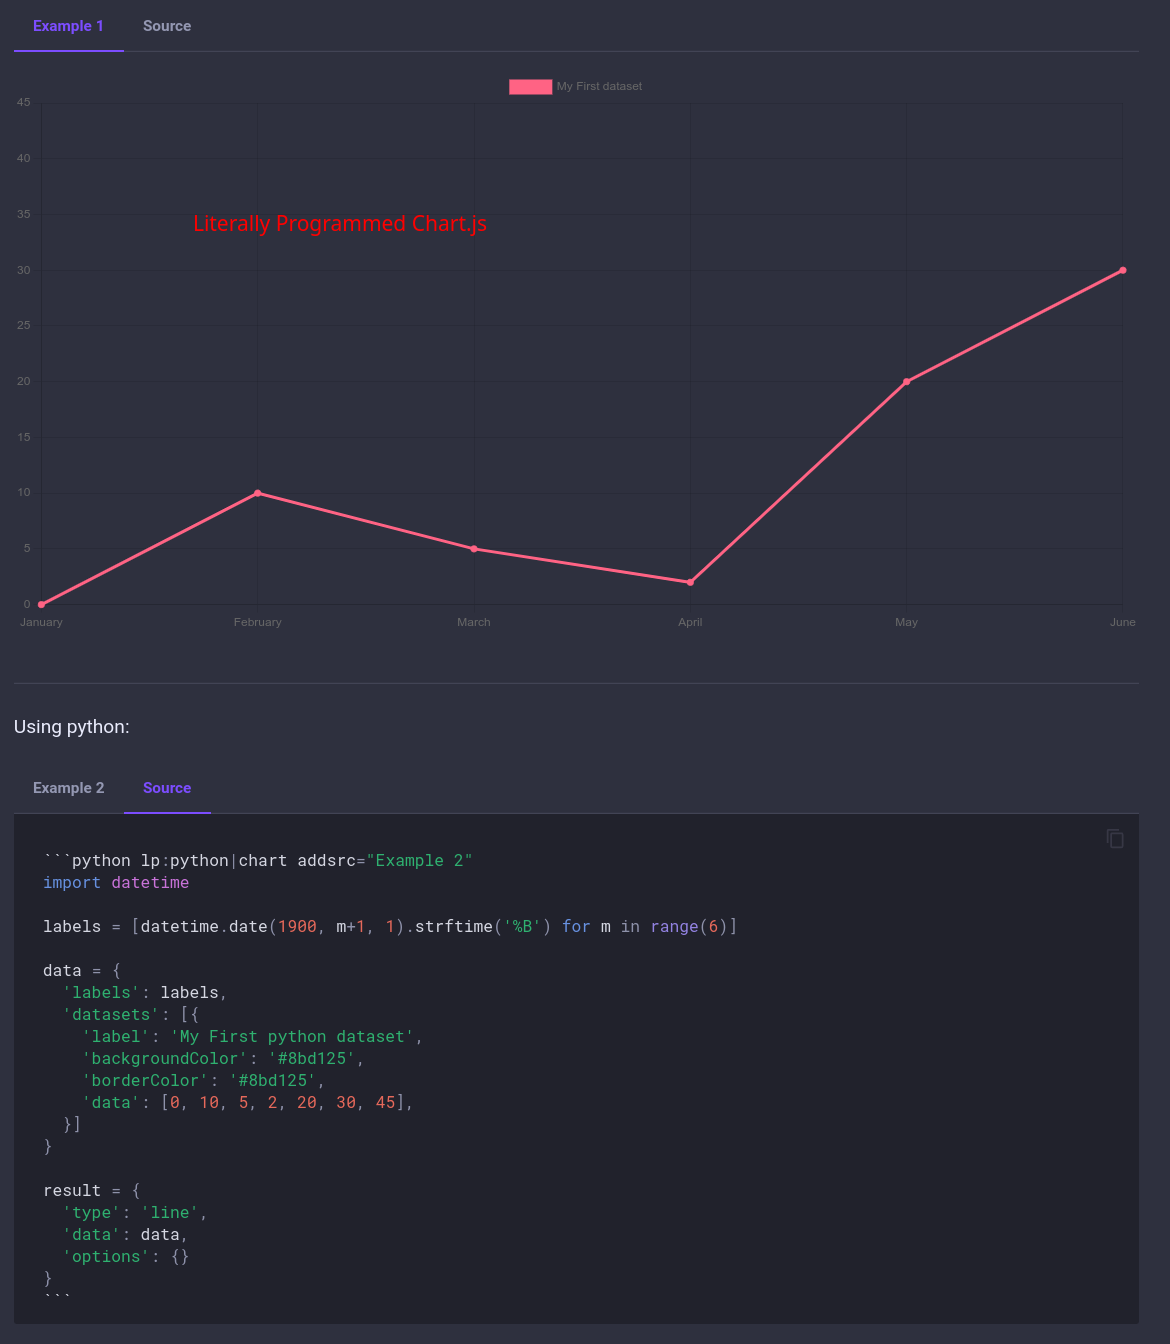 Example 1 Source
My First dataset
45
40
35
Literally Programmed Chart.js
30
25
20
15
10
5
0
January February March April May June
Using python:
Example 2 Source
```python lp:python|chart addsrc="Example 2"
import datetime
labels = [datetime.date(1900, m+1, 1).strftime('%B') for m in range(6)]
data = {
  'labels': labels,
  'datasets': [{
    'label': 'My First python dataset',
    'backgroundColor': '#8bd125',
    'borderColor': '#8bd125',
    'data': [0, 10, 5, 2, 20, 30, 45],
  }]
}
result = {
  'type': 'line',
  'data': data,
  'options': {}
}
```